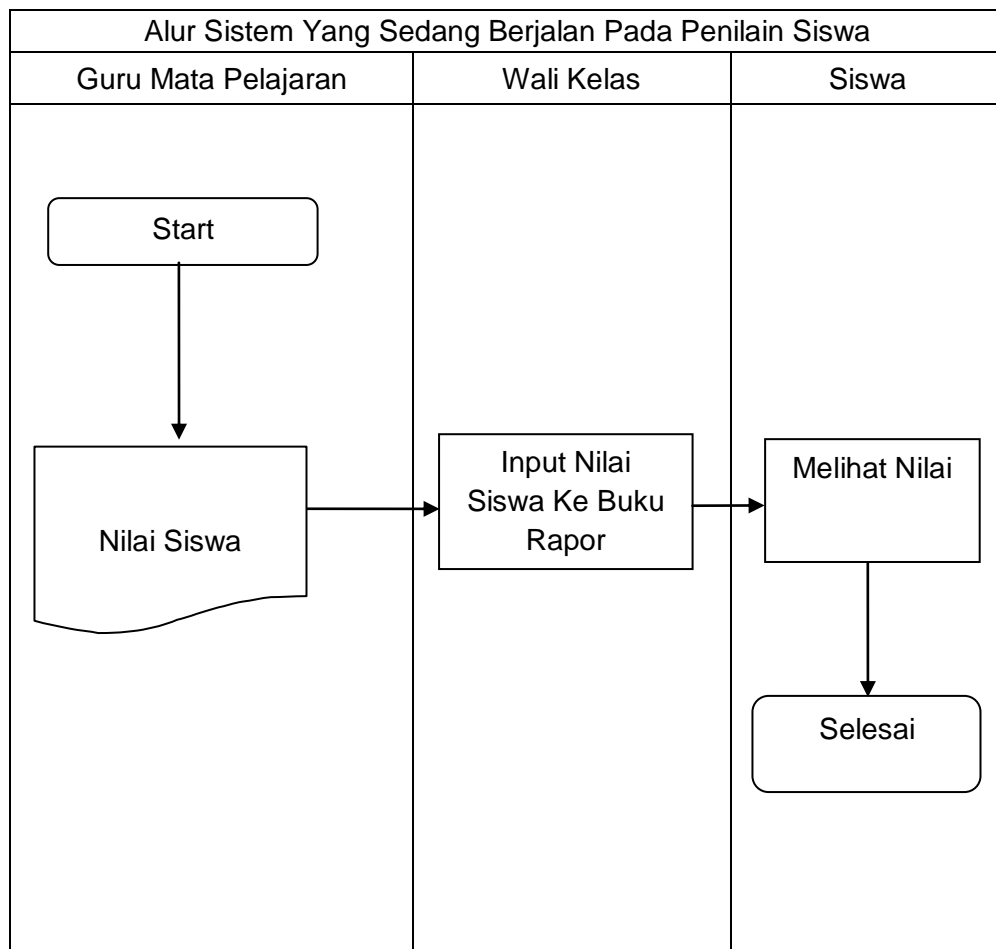 Alur Sistem Yang Sedang Berjalan Pada Penilain Siswa
Guru Mata Pelajaran
Wali Kelas
Siswa
Start
Nilai Siswa
Input Nilai
Siswa Ke Buku
Rapor
Melihat Nilai
Selesai